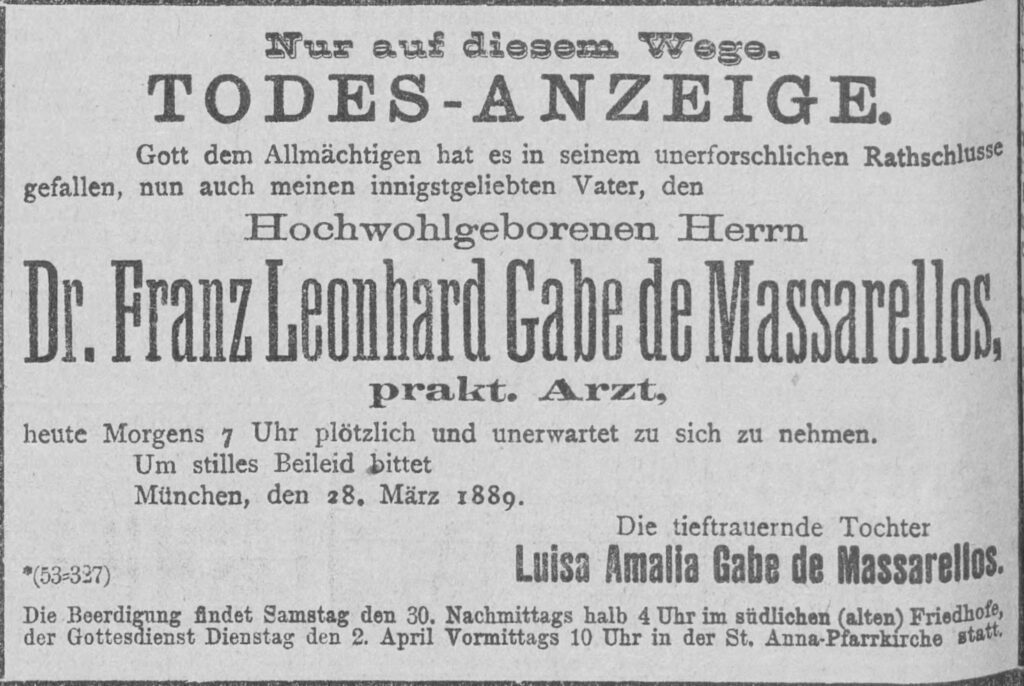 Nur auf diesem Wege.
TODES-ANZEIGE.
Gott dem Allmächtigen hat es in seinem unerforschlichen Rathschlusse
gefallen, nun auch meinen innigstgeliebten Vater, den
Hochwohlgeborenen Herrn
Dr. Franz Leonhard Gabe de Massarellos,
prakt. Arzt,
heute Morgens 7 Uhr plötzlich und unerwartet zu sich zu nehmen.
Um stilles Beileid bittet
München, den 28. März 1889.
Die tieftrauernde Tochter
Luisa Amalia Gabe de Massarellos.
*(53=327)
Die Beerdigung findet Samstag den 30. Nachmittags halb 4 Uhr im südlichen (alten) Friedhofe,
der Gottesdienst Dienstag den 2. April Vormittags 10 Uhr in der St. Anna-Pfarrkirche statt.